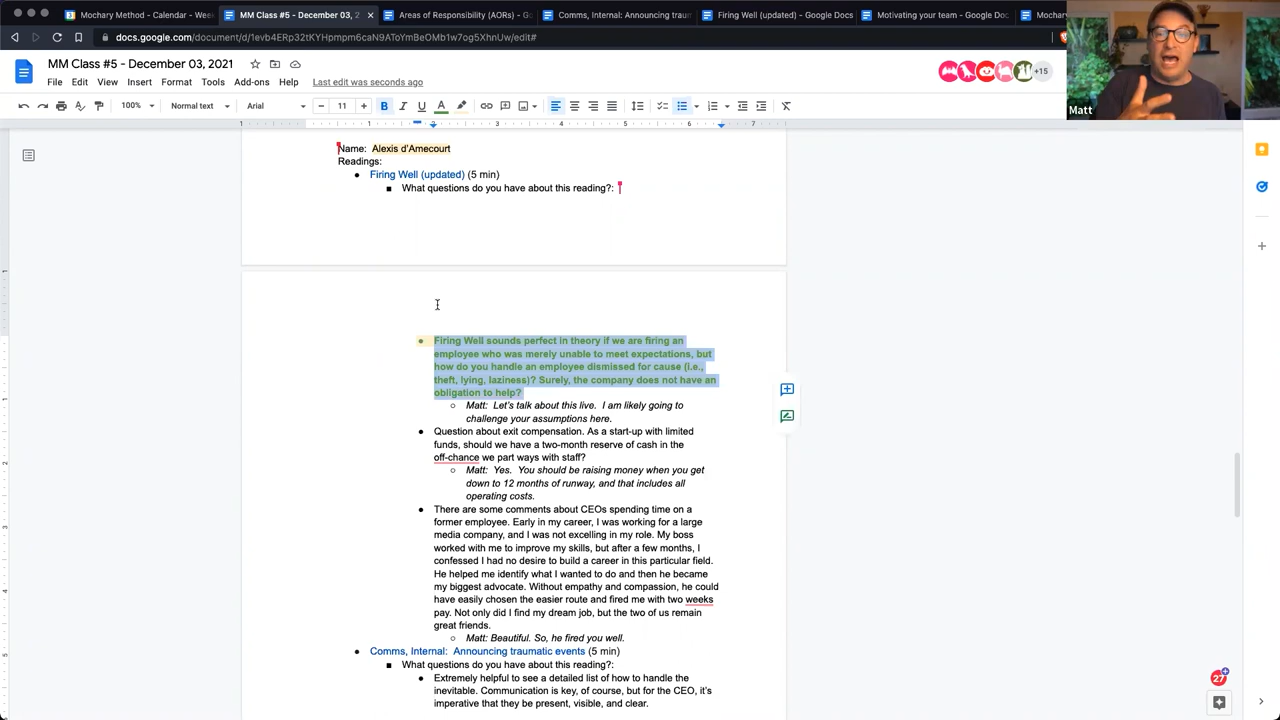 Mochary Method - Calendar - Week
MM Class #5 - December 03, 2
Areas of Responsibility (AORs) - G
Comms, Internal: Announcing traum
Firing Well (updated) - Google Docs
Motivating your team - Google Doc
Mochary
docs.google.com/document/d/1evb4ERp32tKYHpmpm6caN9AToYmBeOMb1w7og5XhnUw/edit#
MM Class #5 - December 03, 2021
File Edit View Insert Format Tools Add-ons Help Last edit was seconds ago
+15
Matt
100% Normal text Arial 11 B I U A
1 1 2 3 4 5 6 7
Name: Alexis d'Amecourt
Readings:
● Firing Well (updated) (5 min)
■ What questions do you have about this reading?:
● Firing Well sounds perfect in theory if we are firing an
employee who was merely unable to meet expectations, but
how do you handle an employee dismissed for cause (i.e.,
theft, lying, laziness)? Surely, the company does not have an
obligation to help?
○ Matt: Let's talk about this live. I am likely going to
challenge your assumptions here.
● Question about exit compensation. As a start-up with limited
funds, should we have a two-month reserve of cash in the
off-chance we part ways with staff?
○ Matt: Yes. You should be raising money when you get
down to 12 months of runway, and that includes all
operating costs.
● There are some comments about CEOs spending time on a
former employee. Early in my career, I was working for a large
media company, and I was not excelling in my role. My boss
worked with me to improve my skills, but after a few months, I
confessed I had no desire to build a career in this particular field.
He helped me identify what I wanted to do and then he became
my biggest advocate. Without empathy and compassion, he could
have easily chosen the easier route and fired me with two weeks
pay. Not only did I find my dream job, but the two of us remain
great friends.
○ Matt: Beautiful. So, he fired you well.
● Comms, Internal: Announcing traumatic events (5 min)
■ What questions do you have about this reading?:
● Extremely helpful to see a detailed list of how to handle the
inevitable. Communication is key, of course, but for the CEO, it's
imperative that they be present, visible, and clear.
27